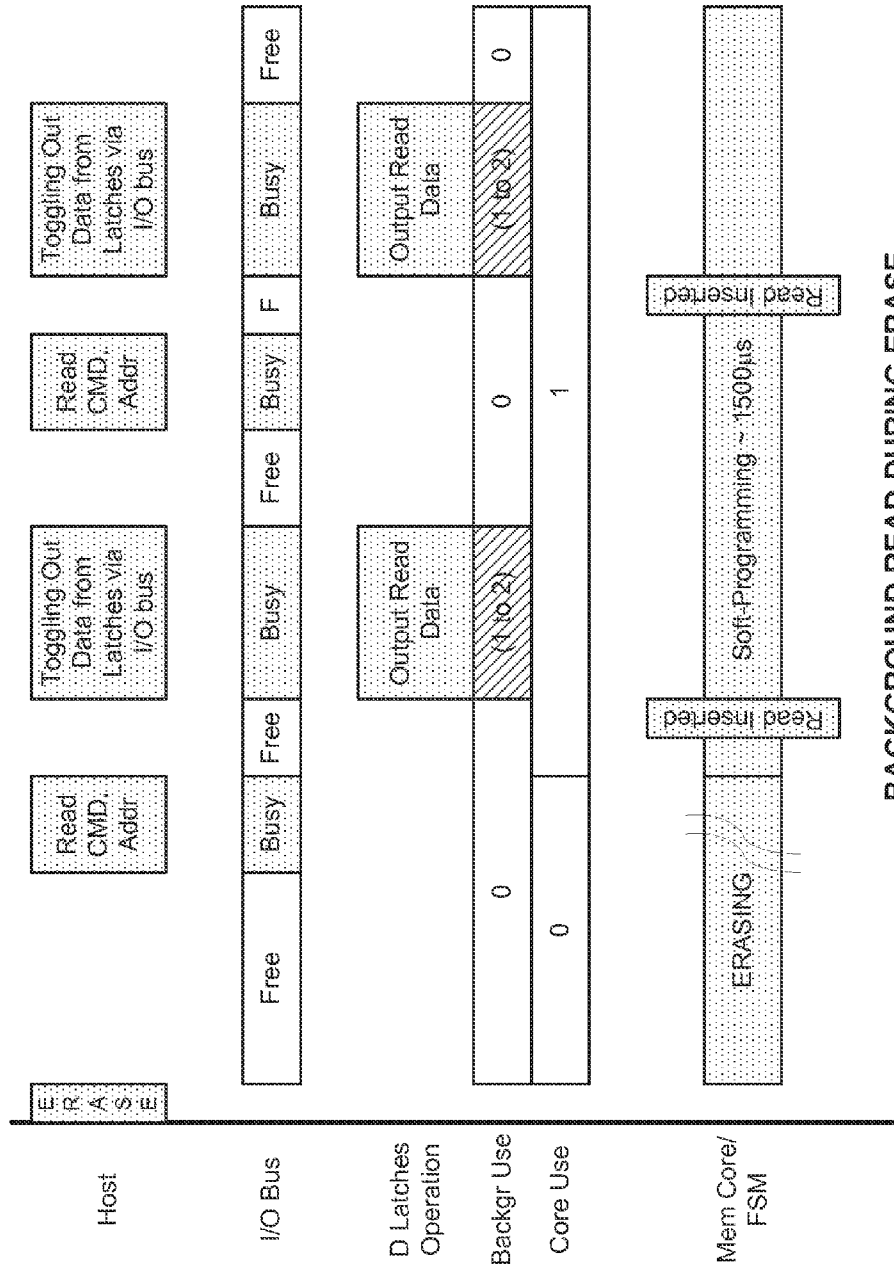 Host
E
R
A
S
E
Read
CMD,
Addr
Toggling Out
Data from
Latches via
I/O bus
Read
CMD,
Addr
Toggling Out
Data from
Latches via
I/O bus
I/O Bus
Free
Busy
Free
Busy
Free
Busy
F
Busy
Free
D Latches
Operation
Output Read
Data
Output Read
Data
Backgr Use
0
(1 to 2)
0
(1 to 2)
0
Core Use
0
1
Mem Core/
FSM
ERASING
Read Inserted
Soft-Programming ~ 1500µs
Read Inserted
BACKGROUND READ DURING ERASE